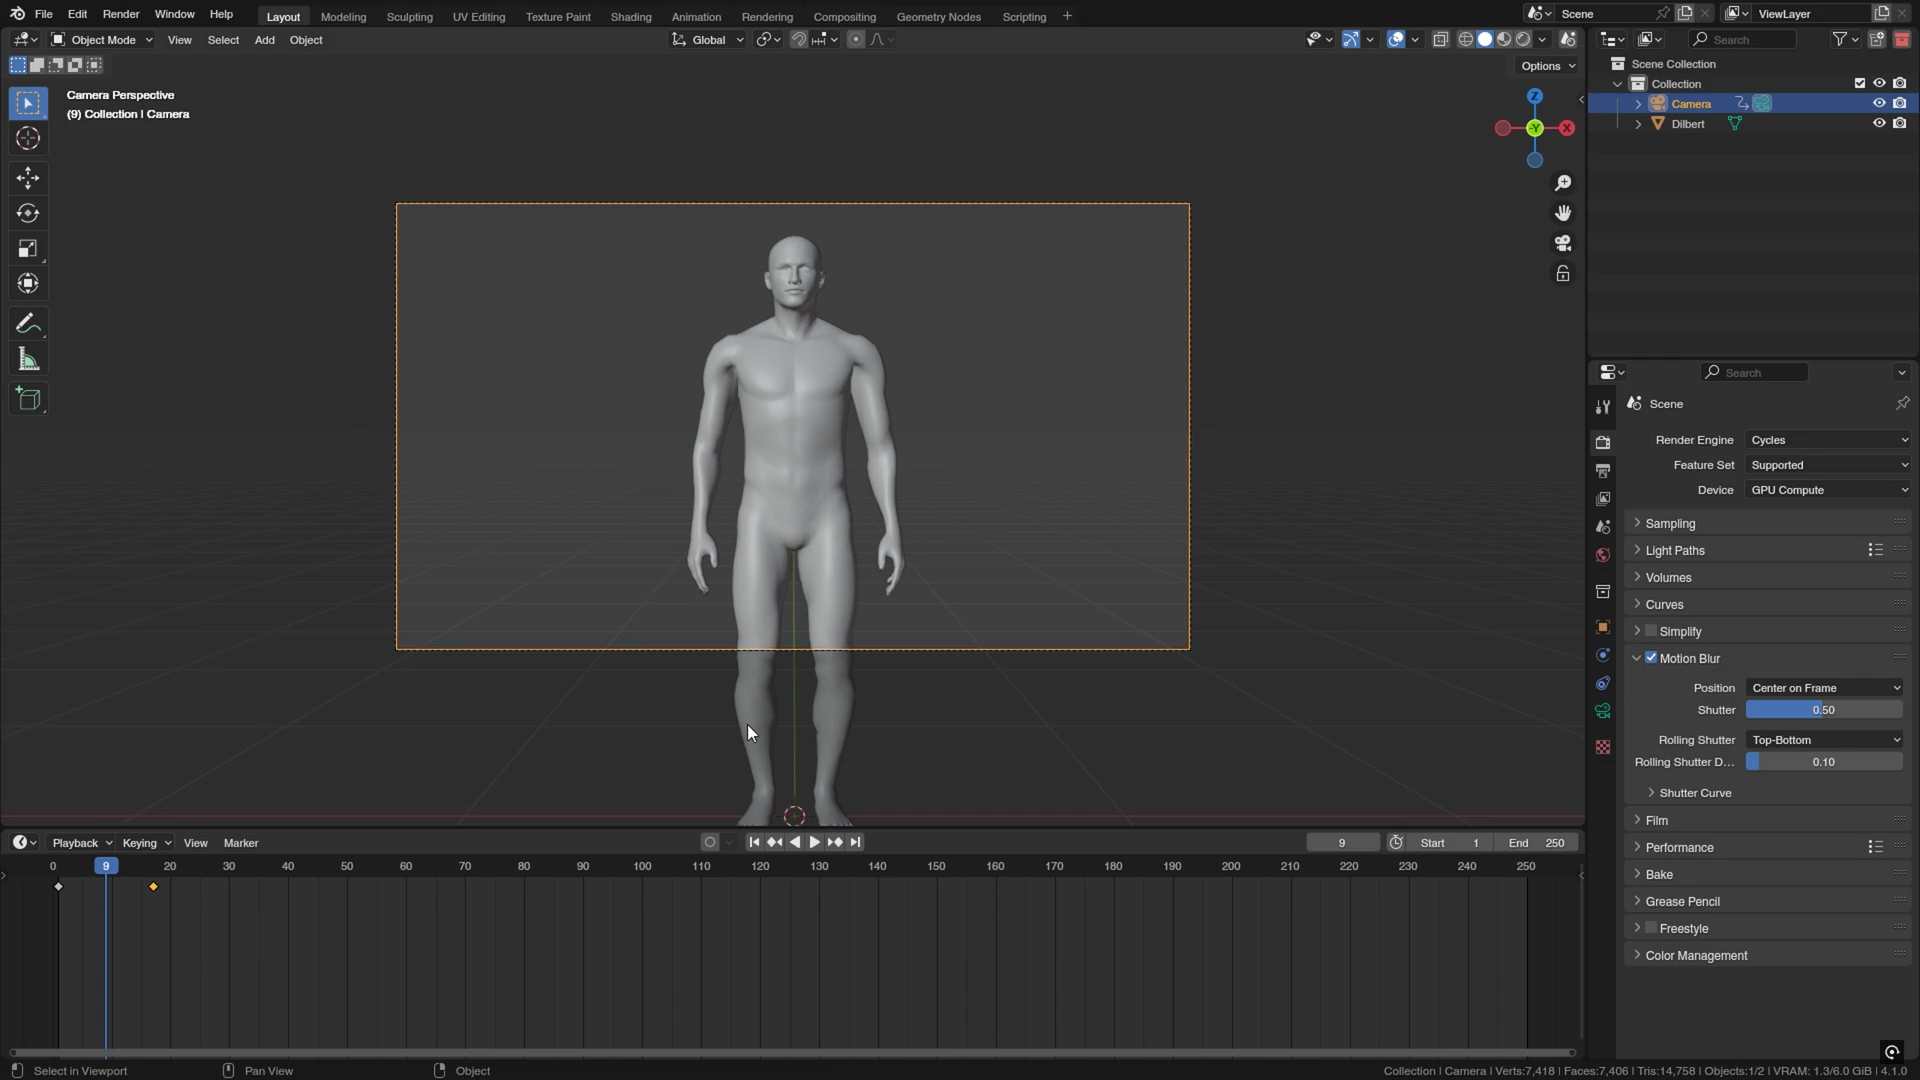 File Edit Render Window Help Layout Modeling Sculpting UV Editing Texture Paint Shading Animation Rendering Compositing Geometry Nodes Scripting + Scene ViewLayer
Object Mode View Select Add Object Global Search
Options
Camera Perspective
(9) Collection | Camera
Z
-Y X
Scene Collection
Collection
Camera
Dilbert
Search
Scene
Render Engine Cycles
Feature Set Supported
Device GPU Compute
Sampling
Light Paths
Volumes
Curves
Simplify
Motion Blur
Position Center on Frame
Shutter 0.50
Rolling Shutter Top-Bottom
Rolling Shutter D... 0.10
Shutter Curve
Film
Performance
Bake
Grease Pencil
Freestyle
Color Management
Playback Keying View Marker 9 Start 1 End 250
0 9 20 30 40 50 60 70 80 90 100 110 120 130 140 150 160 170 180 190 200 210 220 230 240 250
Select in Viewport Pan View Object Collection | Camera | Verts:7,418 | Faces:7,406 | Tris:14,758 | Objects:1/2 | VRAM: 1.3/6.0 GiB | 4.1.0